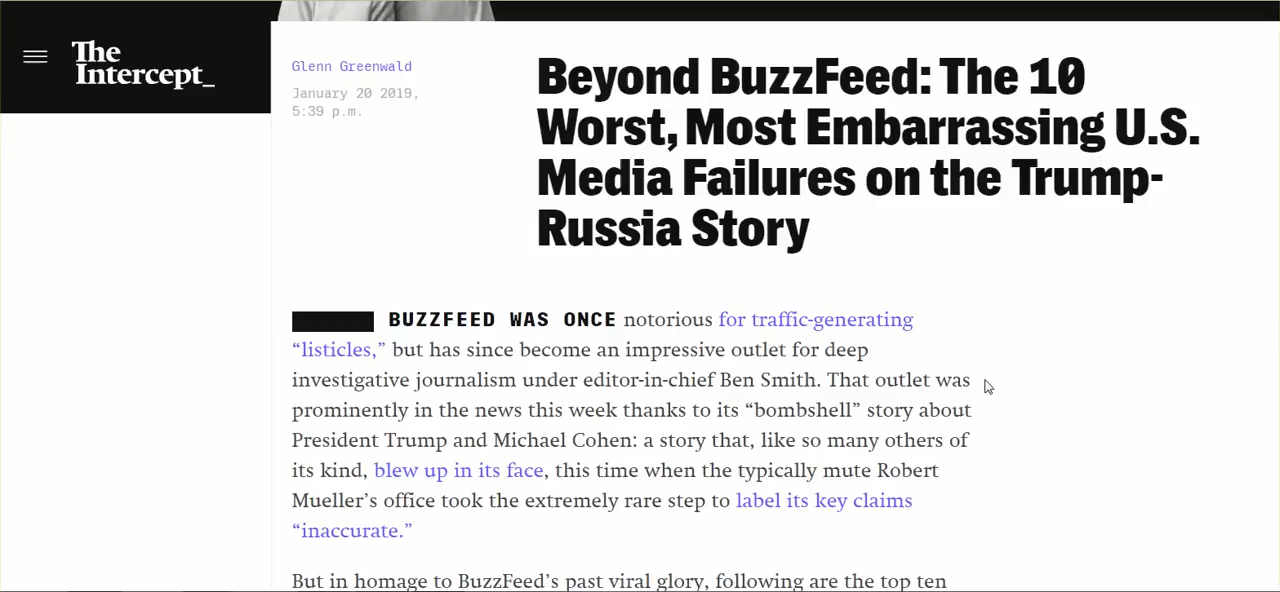 The
Intercept_
Glenn Greenwald
January 20 2019,
5:39 p.m.
Beyond BuzzFeed: The 10
Worst, Most Embarrassing U.S.
Media Failures on the Trump-
Russia Story
BUZZFEED WAS ONCE notorious for traffic-generating
“listicles,” but has since become an impressive outlet for deep
investigative journalism under editor-in-chief Ben Smith. That outlet was
prominently in the news this week thanks to its “bombshell” story about
President Trump and Michael Cohen: a story that, like so many others of
its kind, blew up in its face, this time when the typically mute Robert
Mueller’s office took the extremely rare step to label its key claims
“inaccurate.”
But in homage to BuzzFeed’s past viral glory, following are the top ten